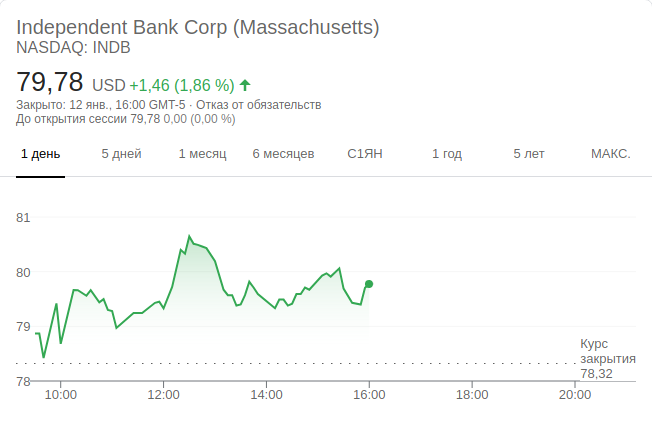 Independent Bank Corp (Massachusetts)
NASDAQ: INDB
79,78 USD +1,46 (1,86 %)
Закрыто: 12 янв., 16:00 GMT-5 · Отказ от обязательств
До открытия сессии 79,78 0,00 (0,00 %)
1 день 5 дней 1 месяц 6 месяцев С1ЯН 1 год 5 лет МАКС.
81
80
79
Курс
закрытия
78,32
78
10:00 12:00 14:00 16:00 18:00 20:00